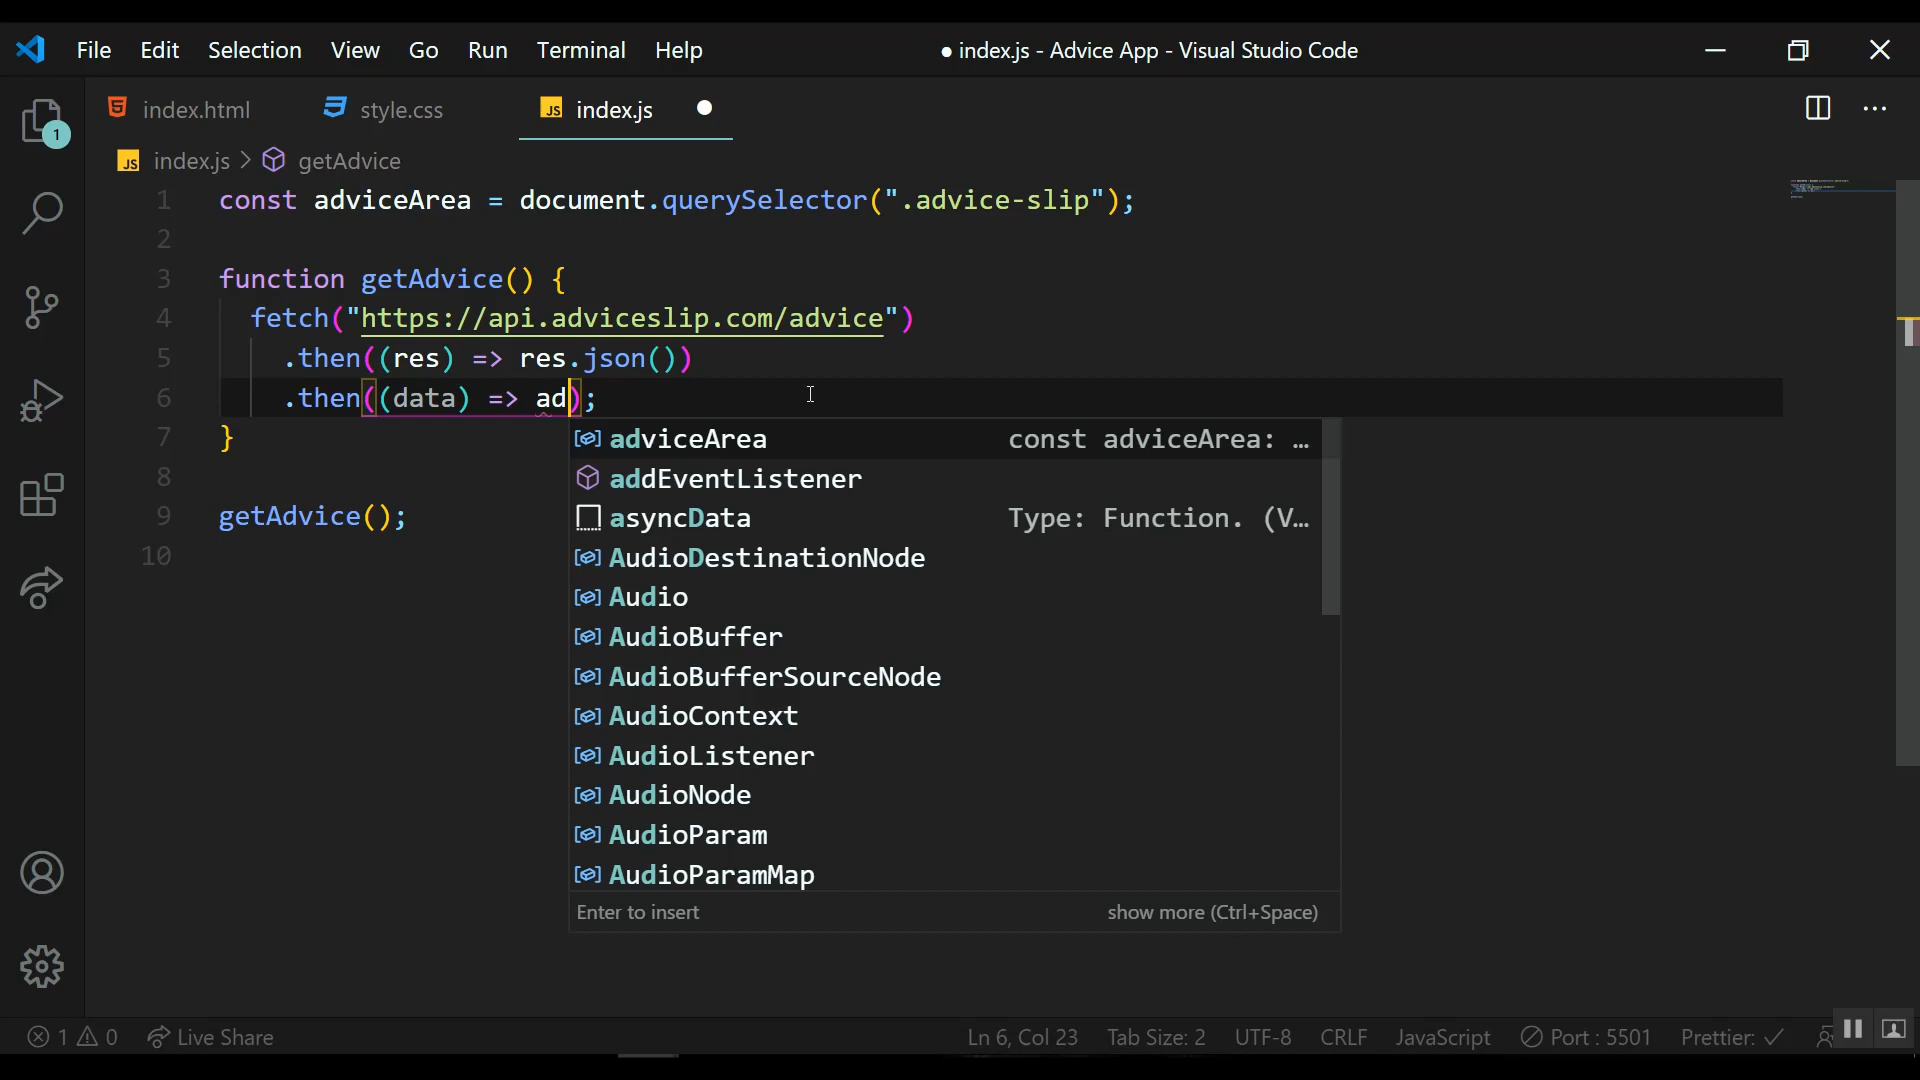 File Edit Selection View Go Run Terminal Help ● index.js - Advice App - Visual Studio Code
index.html style.css JS index.js
1
JS index.js > getAdvice
1 const adviceArea = document.querySelector(".advice-slip");
2
3 function getAdvice() {
4 fetch("https://api.adviceslip.com/advice")
5 .then((res) => res.json())
6 .then((data) => ad);
7 }
8
9 getAdvice();
10
adviceArea const adviceArea: …
addEventListener
asyncData Type: Function. (V…
AudioDestinationNode
Audio
AudioBuffer
AudioBufferSourceNode
AudioContext
AudioListener
AudioNode
AudioParam
AudioParamMap
Enter to insert show more (Ctrl+Space)
1 0 Live Share Ln 6, Col 23 Tab Size: 2 UTF-8 CRLF JavaScript Port : 5501 Prettier: ✓